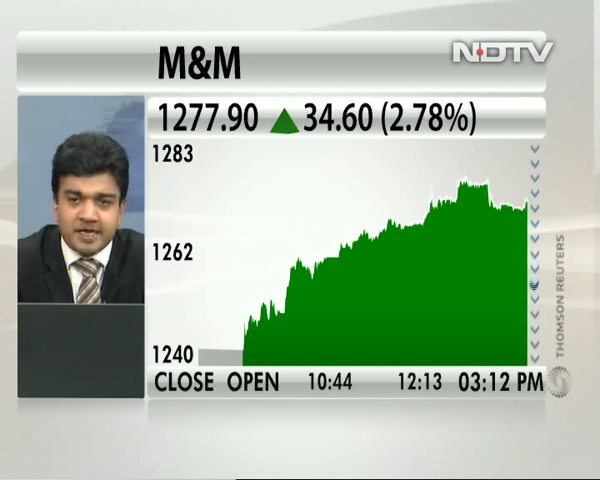 M&M
NDTV
1277.90 ▲ 34.60 (2.78%)
1283
1262
1240
CLOSE OPEN 10:44 12:13 03:12 PM
THOMSON REUTERS